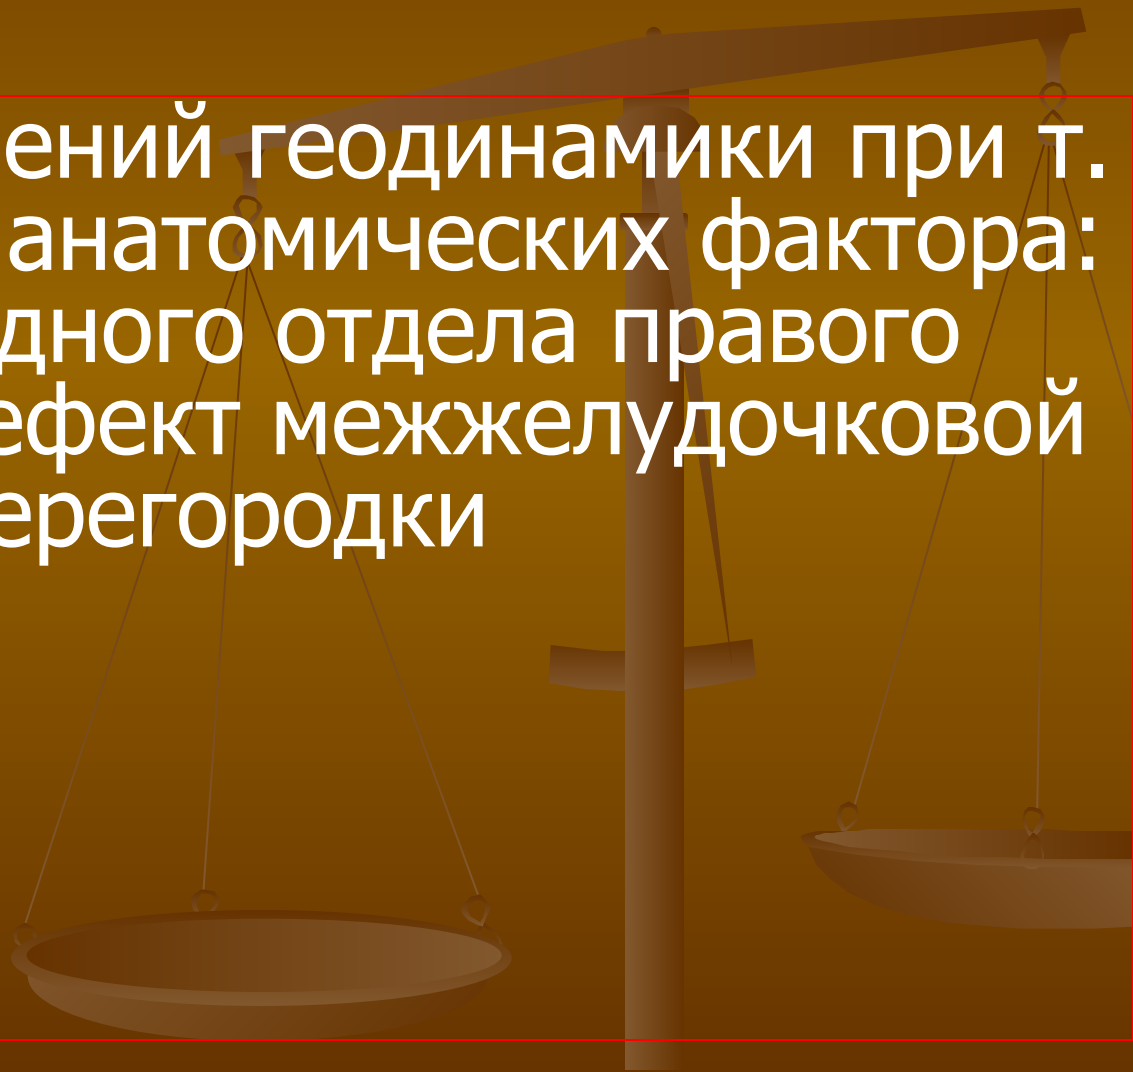 ений геодинамики при т.
анатомических фактора:
дного отдела правого
ефект межжелудочковой
ерегородки